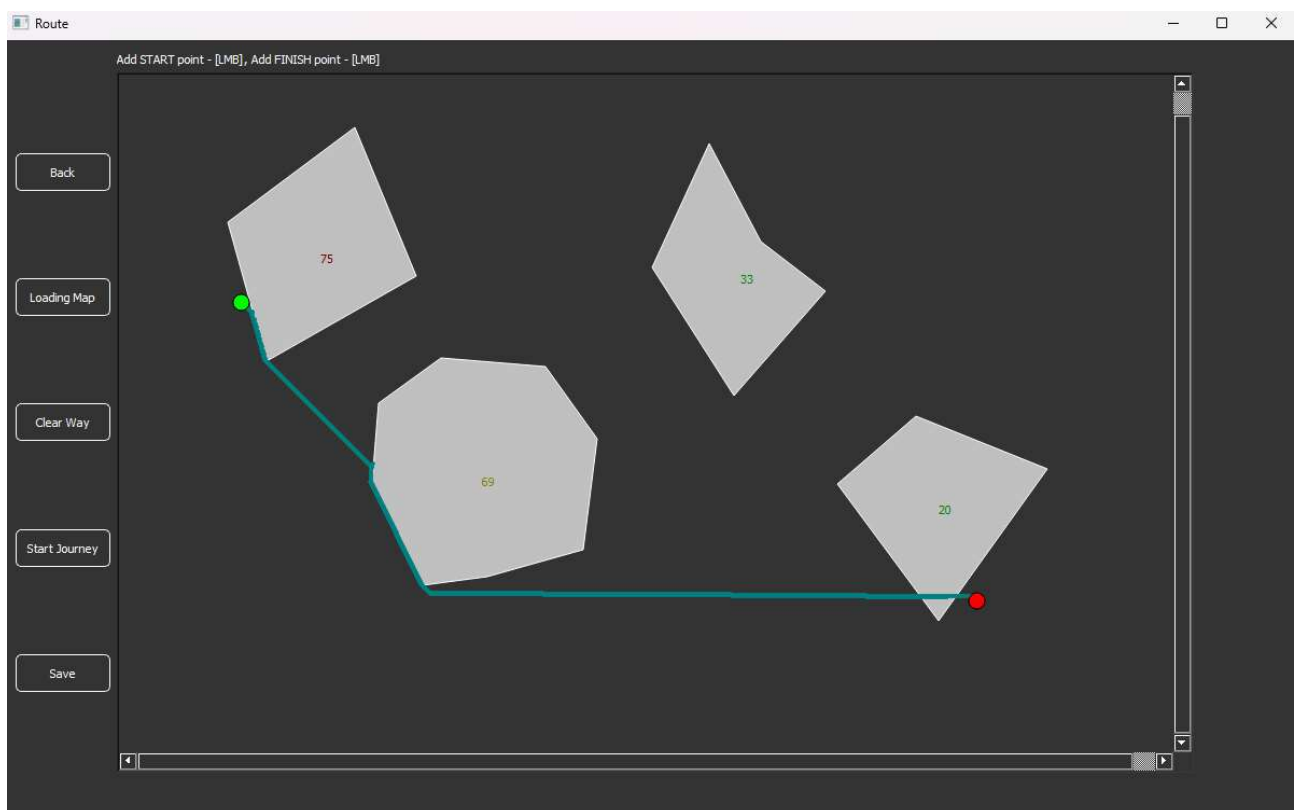 Route
Add START point - [LMB], Add FINISH point - [LMB]
Back
75
33
Loading Map
Clear Way
69
20
Start Journey
Save